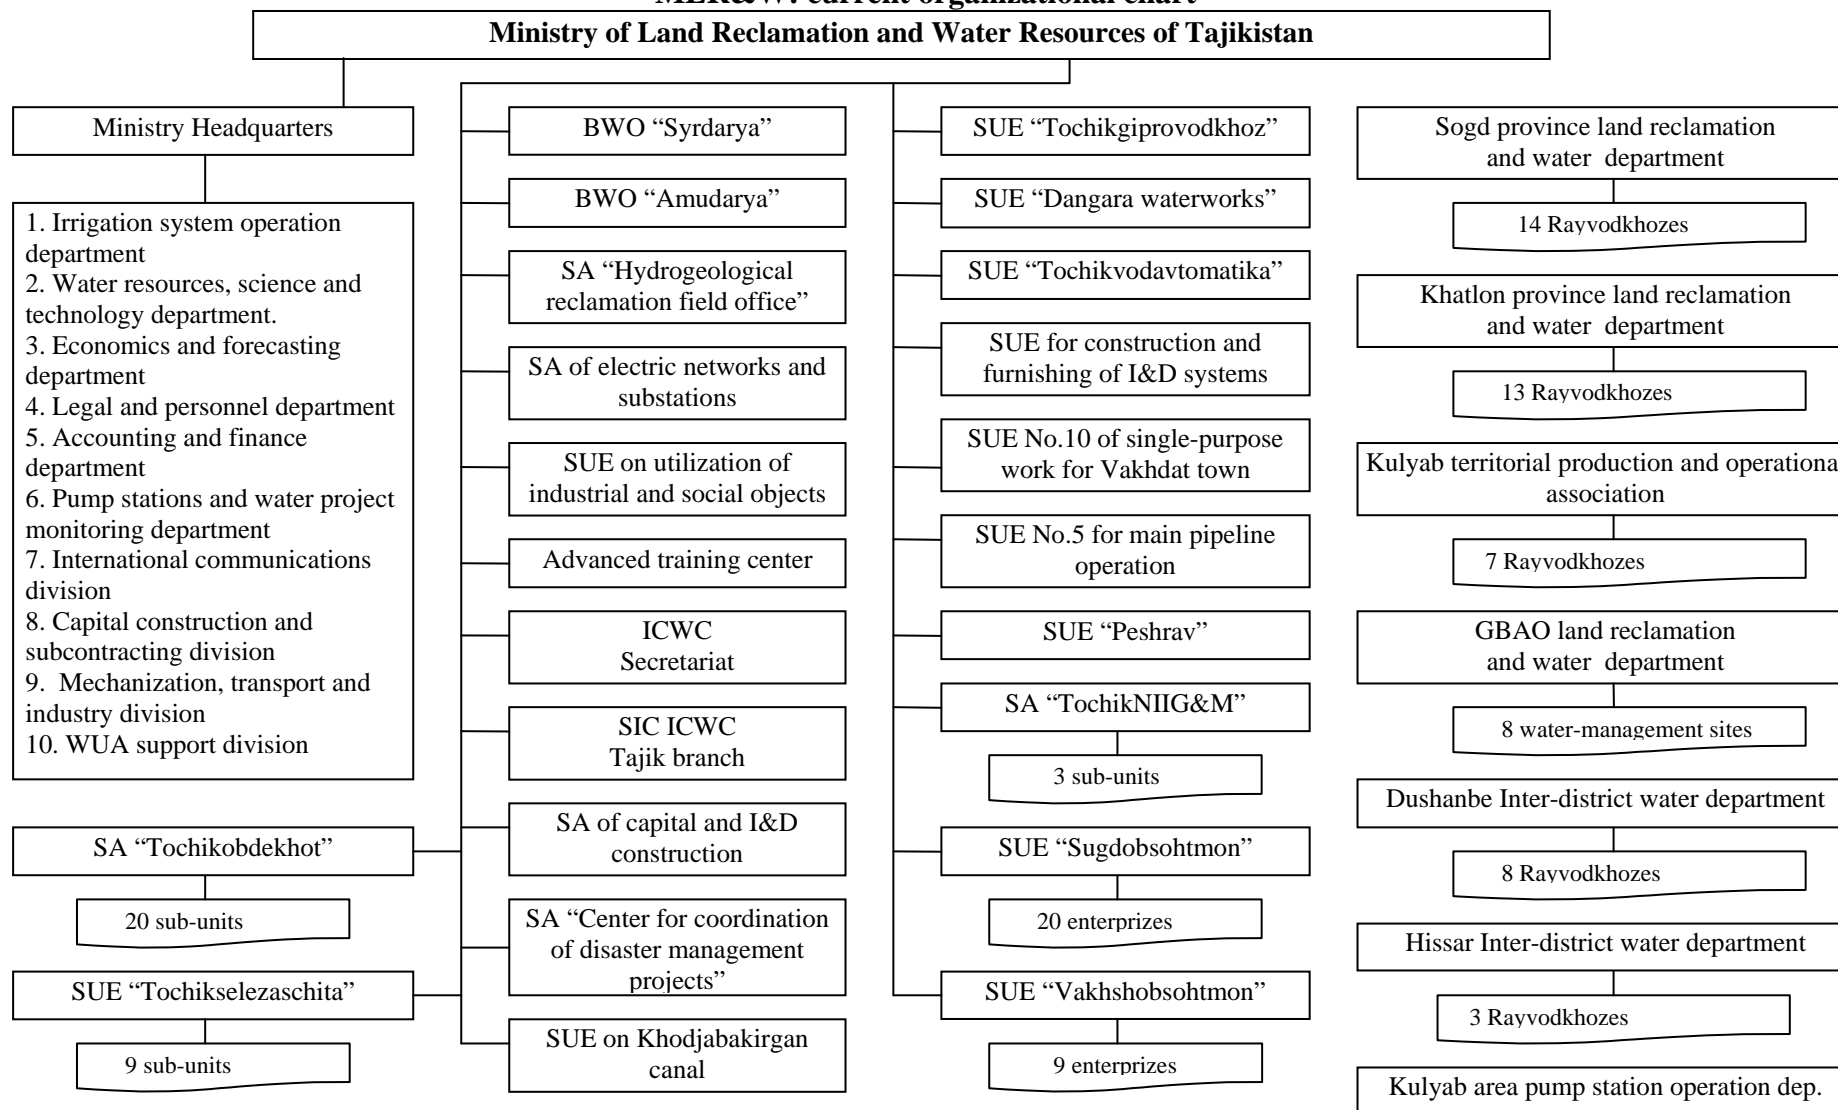 MLR&W: current organizational chart
Ministry of Land Reclamation and Water Resources of Tajikistan
Ministry Headquarters
1. Irrigation system operation
department
2. Water resources, science and
technology department.
3. Economics and forecasting
department
4. Legal and personnel department
5. Accounting and finance
department
6. Pump stations and water project
monitoring department
7. International communications
division
8. Capital construction and
subcontracting division
9. Mechanization, transport and
industry division
10. WUA support division
SA “Tochikobdekhot”
20 sub-units
SUE “Tochikselezaschita”
9 sub-units
BWO “Syrdarya”
BWO “Amudarya”
SA “Hydrogeological
reclamation field office”
SA of electric networks and
substations
SUE on utilization of
industrial and social objects
Advanced training center
ICWC
Secretariat
SIC ICWC
Tajik branch
SA of capital and I&D
construction
SA “Center for coordination
of disaster management
projects”
SUE on Khodjabakirgan
canal
SUE “Tochikgiprovodkhoz”
SUE “Dangara waterworks”
SUE “Tochikvodavtomatika”
SUE for construction and
furnishing of I&D systems
SUE No.10 of single-purpose
work for Vakhdat town
SUE No.5 for main pipeline
operation
SUE “Peshrav”
SA “TochikNIIG&M”
3 sub-units
SUE “Sugdobsohtmon”
20 enterprizes
SUE “Vakhshobsohtmon”
9 enterprizes
Sogd province land reclamation
and water department
14 Rayvodkhozes
Khatlon province land reclamation
and water department
13 Rayvodkhozes
Kulyab territorial production and operationa
association
7 Rayvodkhozes
GBAO land reclamation
and water department
8 water-management sites
Dushanbe Inter-district water department
8 Rayvodkhozes
Hissar Inter-district water department
3 Rayvodkhozes
Kulyab area pump station operation dep.